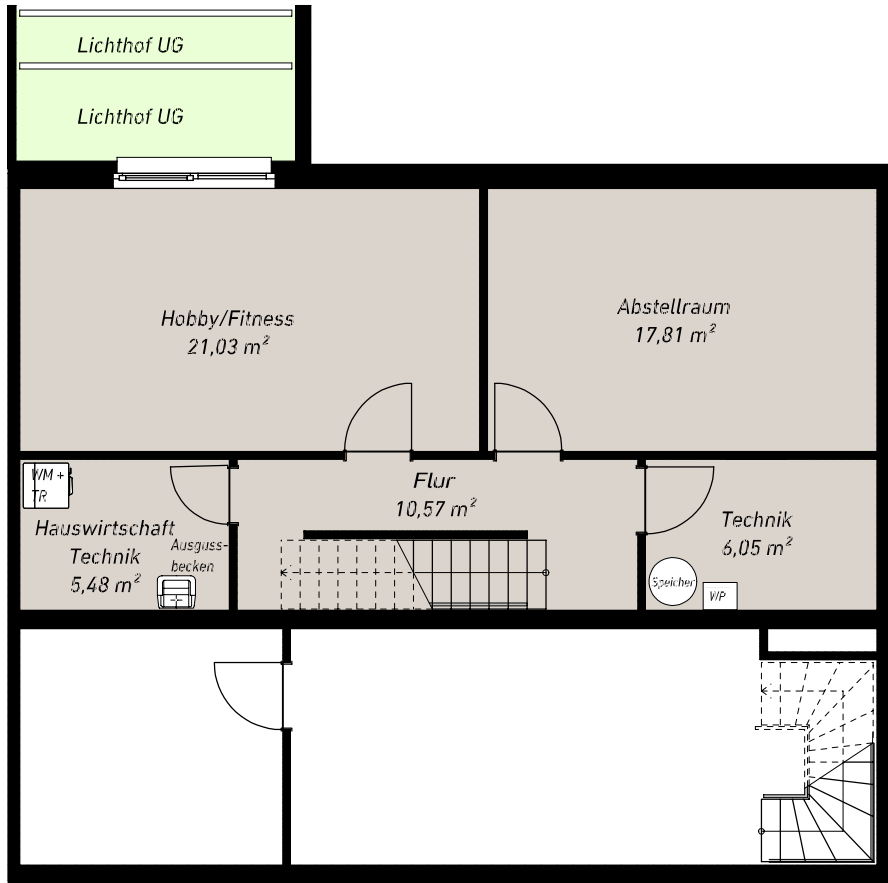 Lichthof UG
Lichthof UG
Hobby/Fitness
21,03 m²
Abstellraum
17,81 m²
WM +
TR
Flur
10,57 m²
Hauswirtschaft
Technik
5,48 m²
Ausguss-
becken
Technik
6,05 m²
Speicher
WP